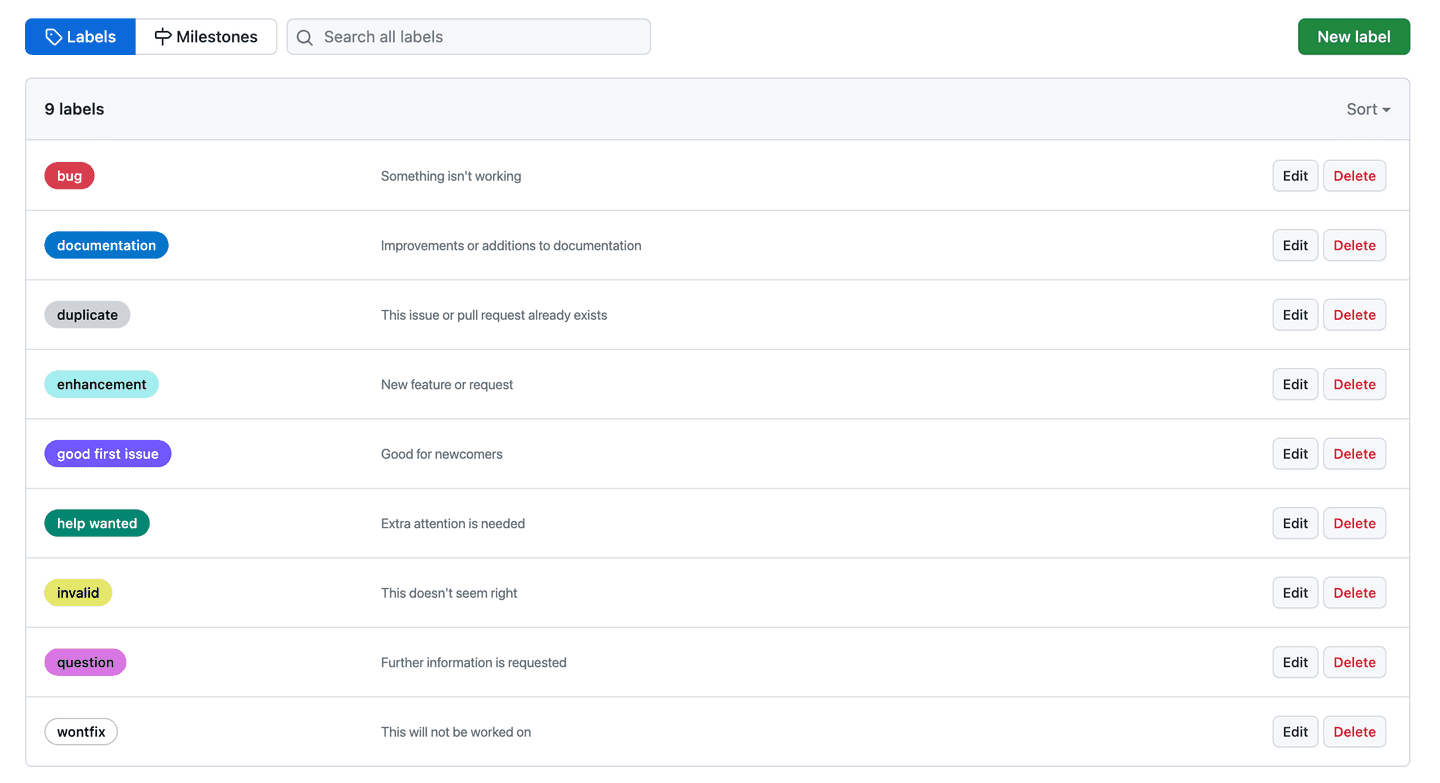 Labels Milestones Search all labels New label
9 labels Sort
bug Something isn't working Edit Delete
documentation Improvements or additions to documentation Edit Delete
duplicate This issue or pull request already exists Edit Delete
enhancement New feature or request Edit Delete
good first issue Good for newcomers Edit Delete
help wanted Extra attention is needed Edit Delete
invalid This doesn't seem right Edit Delete
question Further information is requested Edit Delete
wontfix This will not be worked on Edit Delete